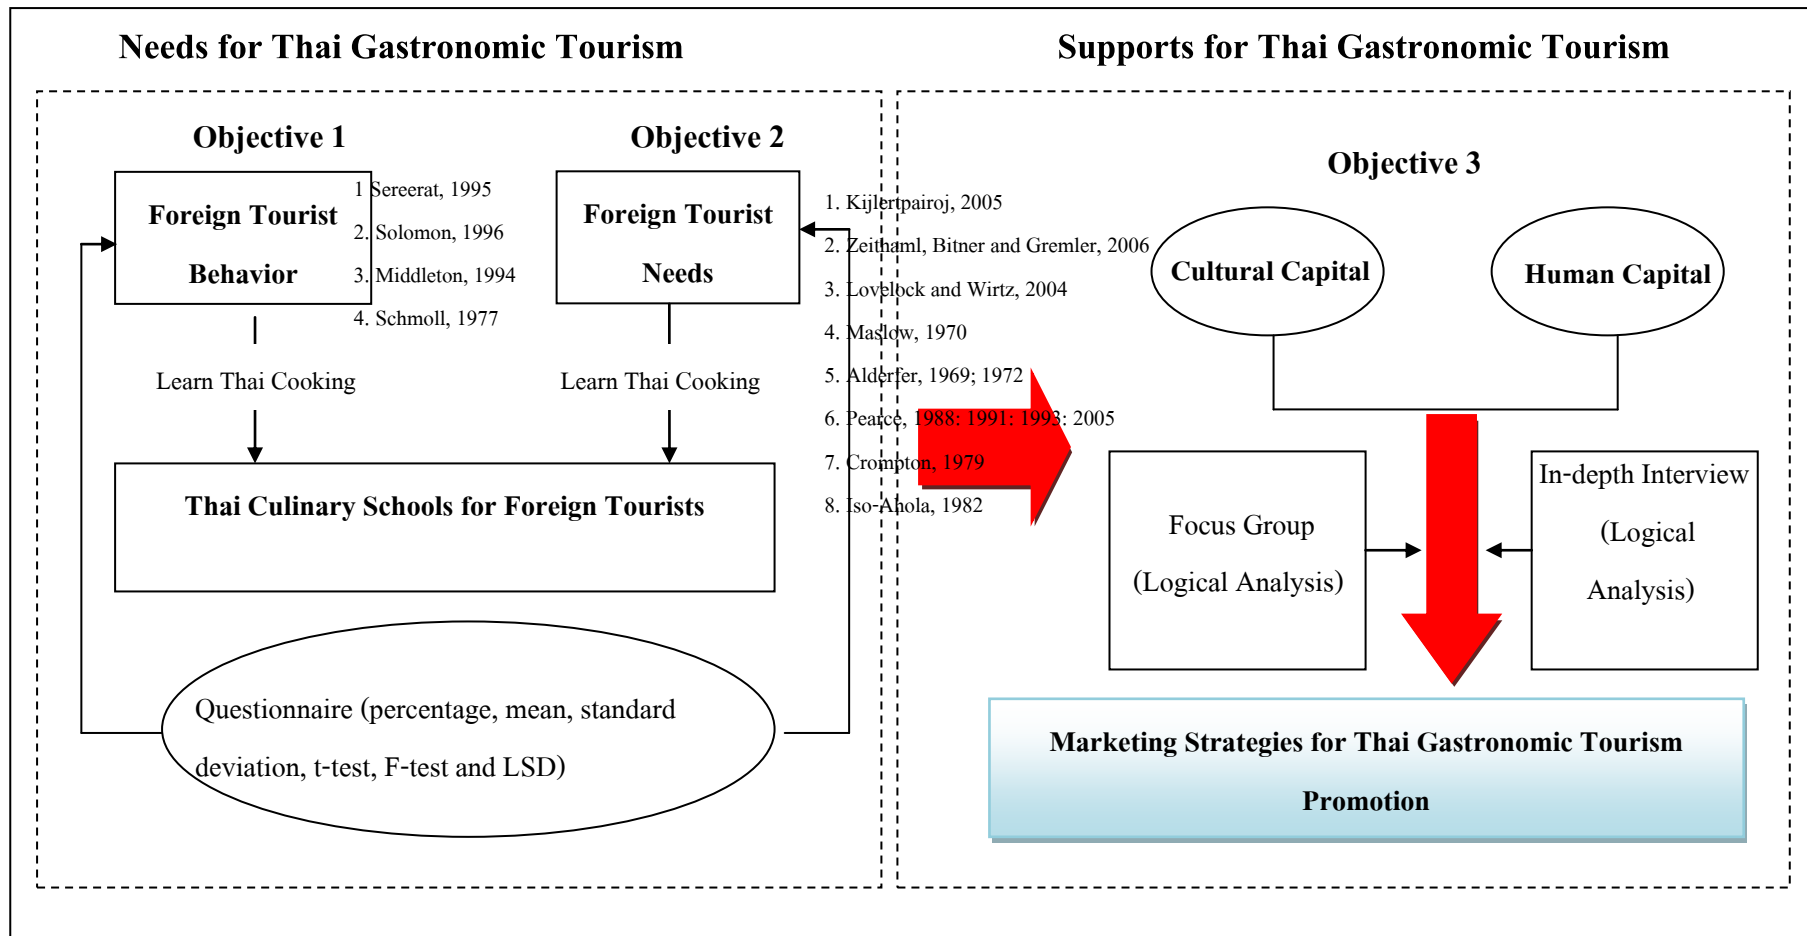 Needs for Thai Gastronomic Tourism
Supports for Thai Gastronomic Tourism
Objective 1
Foreign Tourist
Behavior
1 Sereerat, 1995
2. Solomon, 1996
3. Middleton, 1994
4. Schmoll, 1977
Learn Thai Cooking
Objective 2
Foreign Tourist
Needs
1. Kijlertpairoj, 2005
2. Zeithaml, Bitner and Gremler, 2006
3. Lovelock and Wirtz, 2004
4. Maslow, 1970
5. Alderfer, 1969; 1972
6. Pearce, 1988: 1991: 1993: 2005
7. Crompton, 1979
8. Iso-Ahola, 1982
Learn Thai Cooking
Thai Culinary Schools for Foreign Tourists
Questionnaire (percentage, mean, standard
deviation, t-test, F-test and LSD)
Objective 3
Cultural Capital
Human Capital
Focus Group
(Logical Analysis)
In-depth Interview
(Logical
Analysis)
Marketing Strategies for Thai Gastronomic Tourism
Promotion